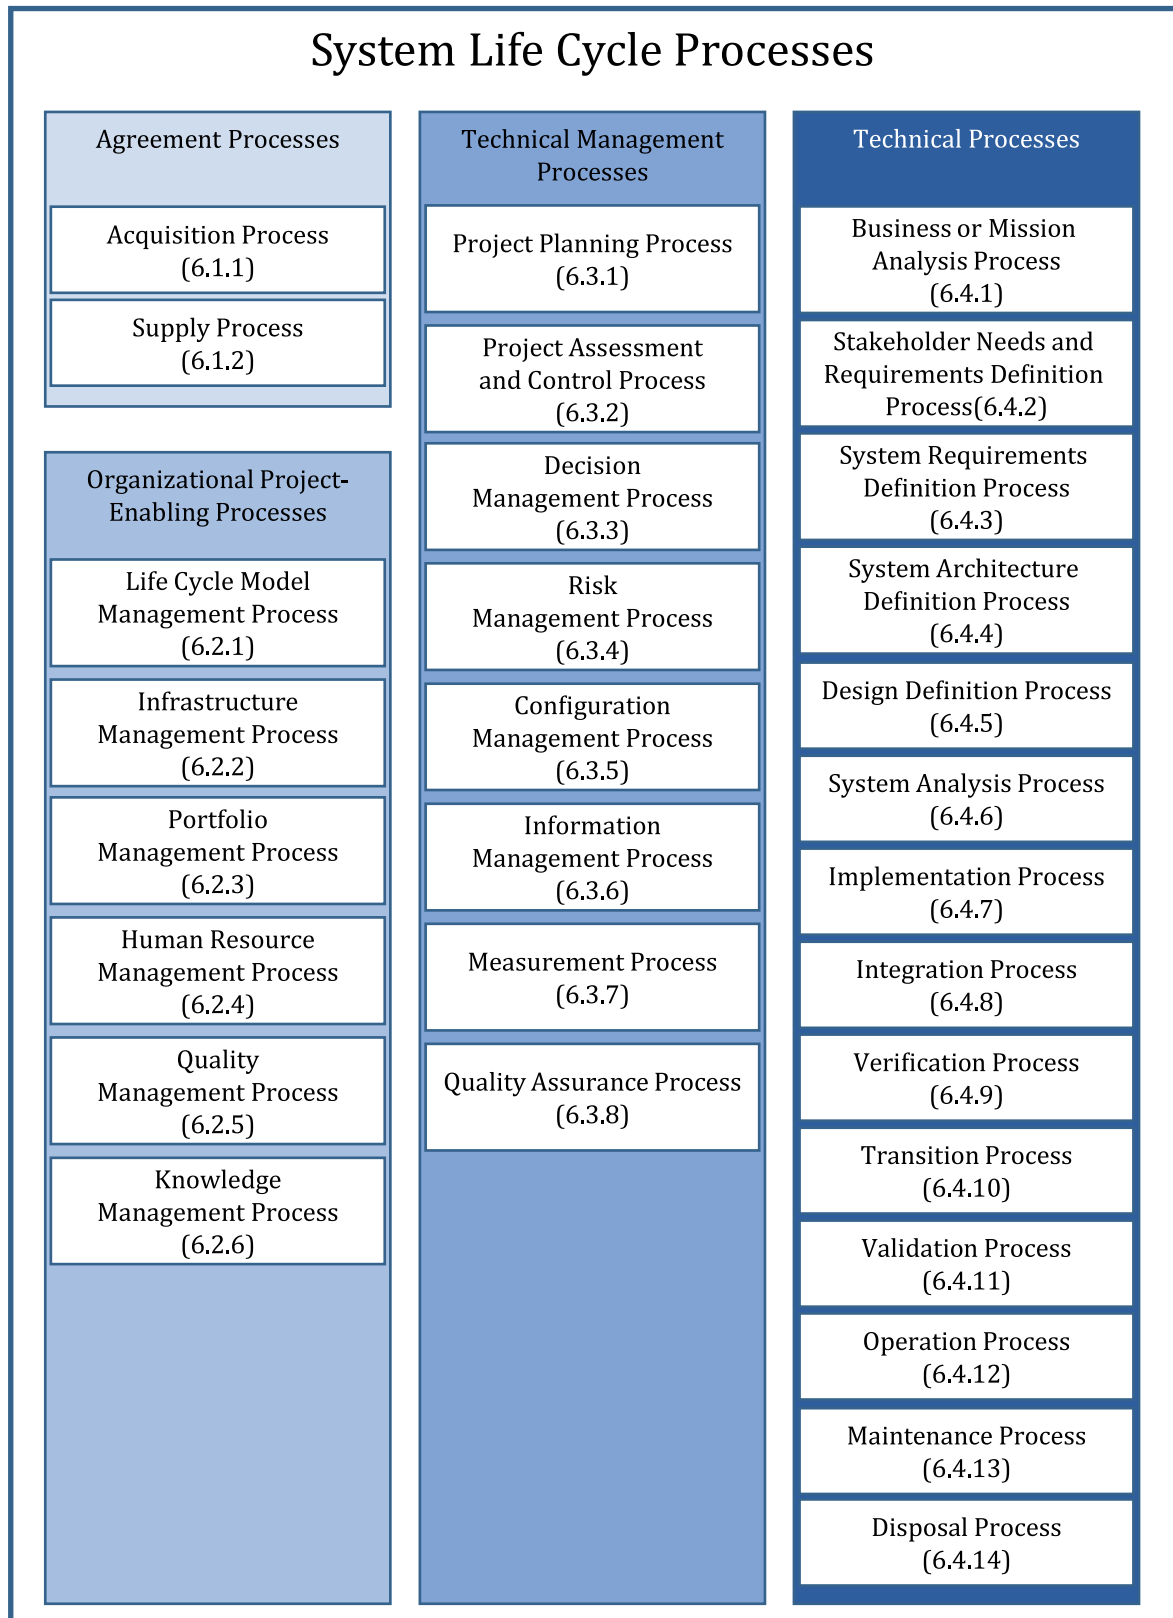 System Life Cycle Processes
Agreement Processes
Acquisition Process
(6.1.1)
Supply Process
(6.1.2)
Organizational Project-
Enabling Processes
Life Cycle Model
Management Process
(6.2.1)
Infrastructure
Management Process
(6.2.2)
Portfolio
Management Process
(6.2.3)
Human Resource
Management Process
(6.2.4)
Quality
Management Process
(6.2.5)
Knowledge
Management Process
(6.2.6)
Technical Management
Processes
Project Planning Process
(6.3.1)
Project Assessment
and Control Process
(6.3.2)
Decision
Management Process
(6.3.3)
Risk
Management Process
(6.3.4)
Configuration
Management Process
(6.3.5)
Information
Management Process
(6.3.6)
Measurement Process
(6.3.7)
Quality Assurance Process
(6.3.8)
Technical Processes
Business or Mission
Analysis Process
(6.4.1)
Stakeholder Needs and
Requirements Definition
Process(6.4.2)
System Requirements
Definition Process
(6.4.3)
System Architecture
Definition Process
(6.4.4)
Design Definition Process
(6.4.5)
System Analysis Process
(6.4.6)
Implementation Process
(6.4.7)
Integration Process
(6.4.8)
Verification Process
(6.4.9)
Transition Process
(6.4.10)
Validation Process
(6.4.11)
Operation Process
(6.4.12)
Maintenance Process
(6.4.13)
Disposal Process
(6.4.14)